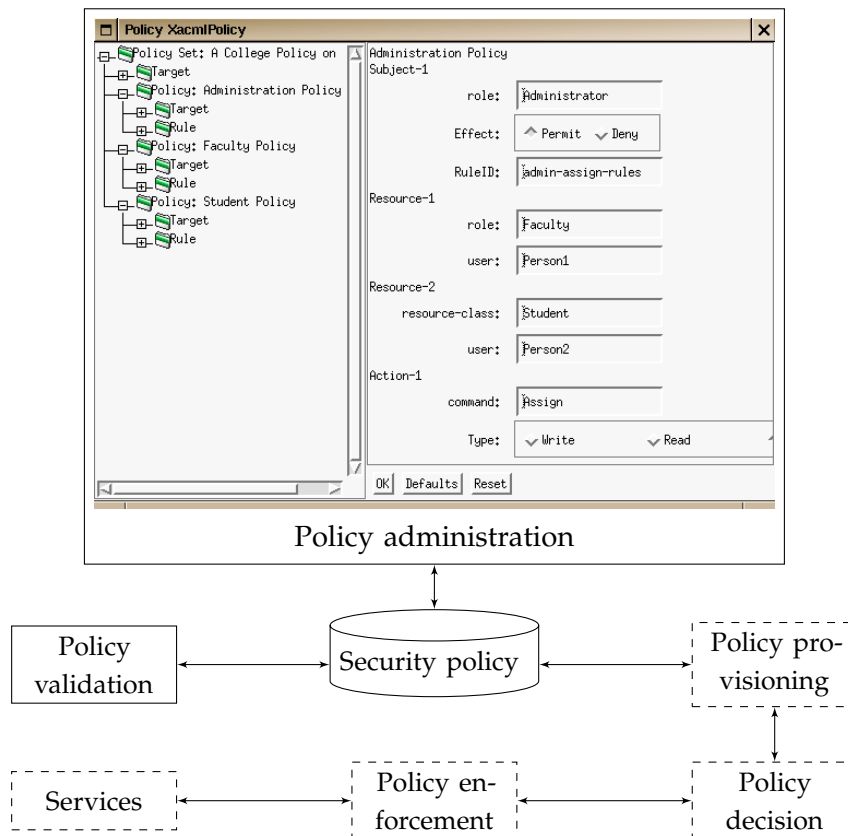 Policy XacmlPolicy
Policy Set: A College Policy on
Target
Policy: Administration Policy
Target
Rule
Policy: Faculty Policy
Target
Rule
Policy: Student Policy
Target
Rule
Administration Policy
Subject-1
role: Administrator
Effect: Permit Deny
RuleID: admin-assign-rules
Resource-1
role: Faculty
user: Person1
Resource-2
resource-class: Student
user: Person2
Action-1
command: Assign
Type: Write Read
OK Defaults Reset
Policy administration
Policy
validation
Security policy
Policy pro-
visioning
Services
Policy en-
forcement
Policy
decision